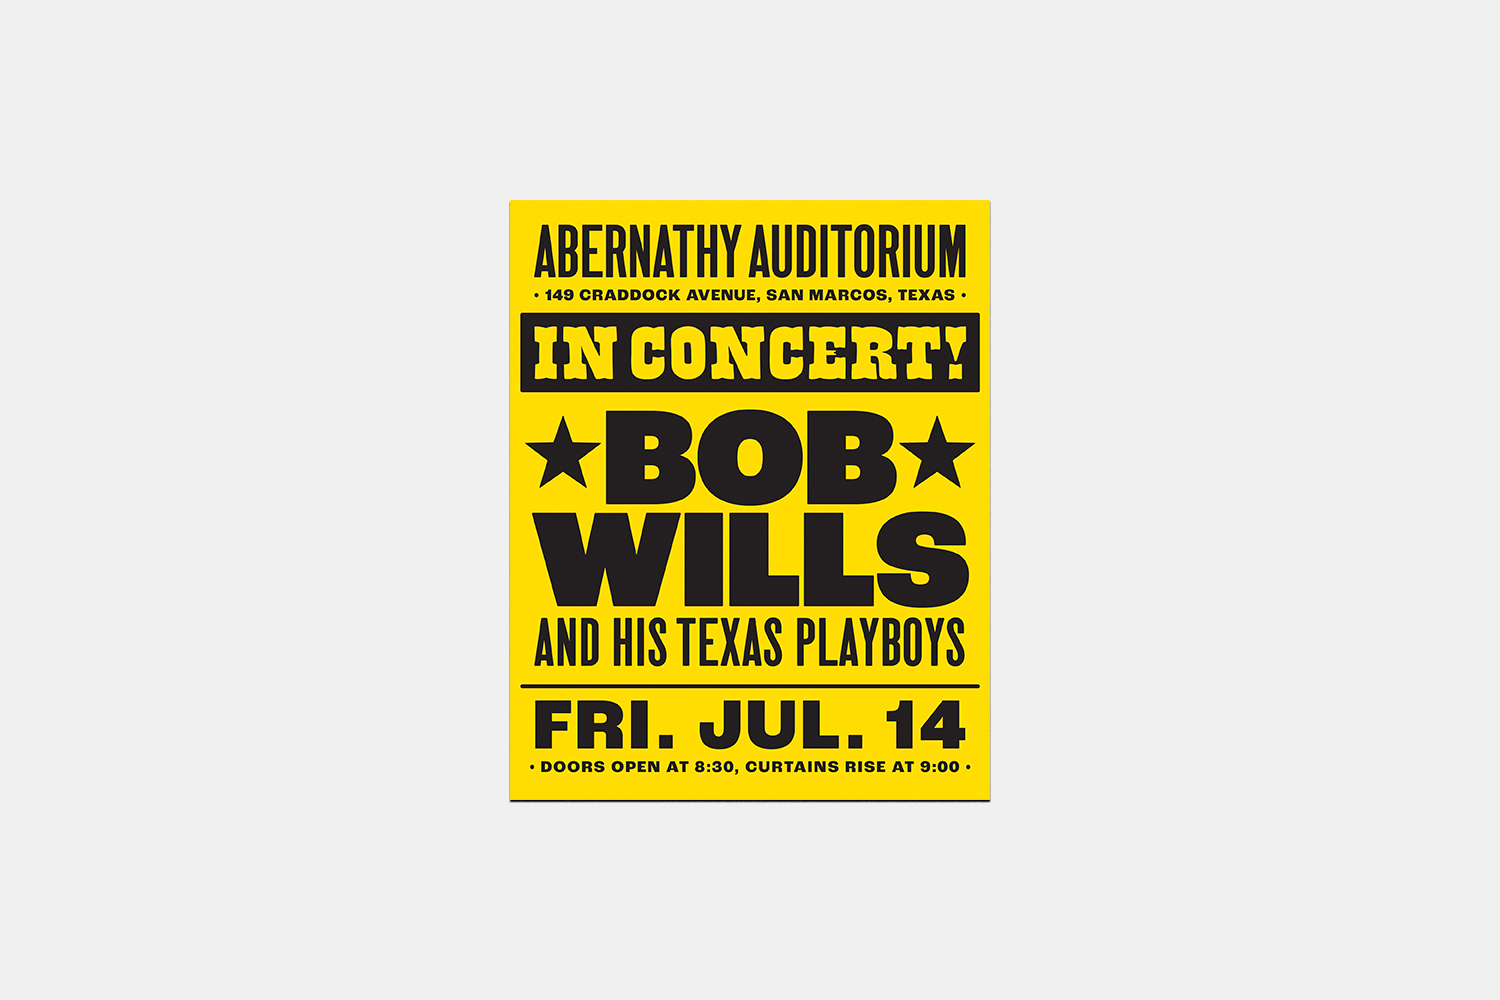 ABERNATHY AUDITORIUM
• 149 CRADDOCK AVENUE, SAN MARCOS, TEXAS •
IN CONCERT!
★BOB★
WILLS
AND HIS TEXAS PLAYBOYS
FRI. JUL. 14
• DOORS OPEN AT 8:30, CURTAINS RISE AT 9:00 •